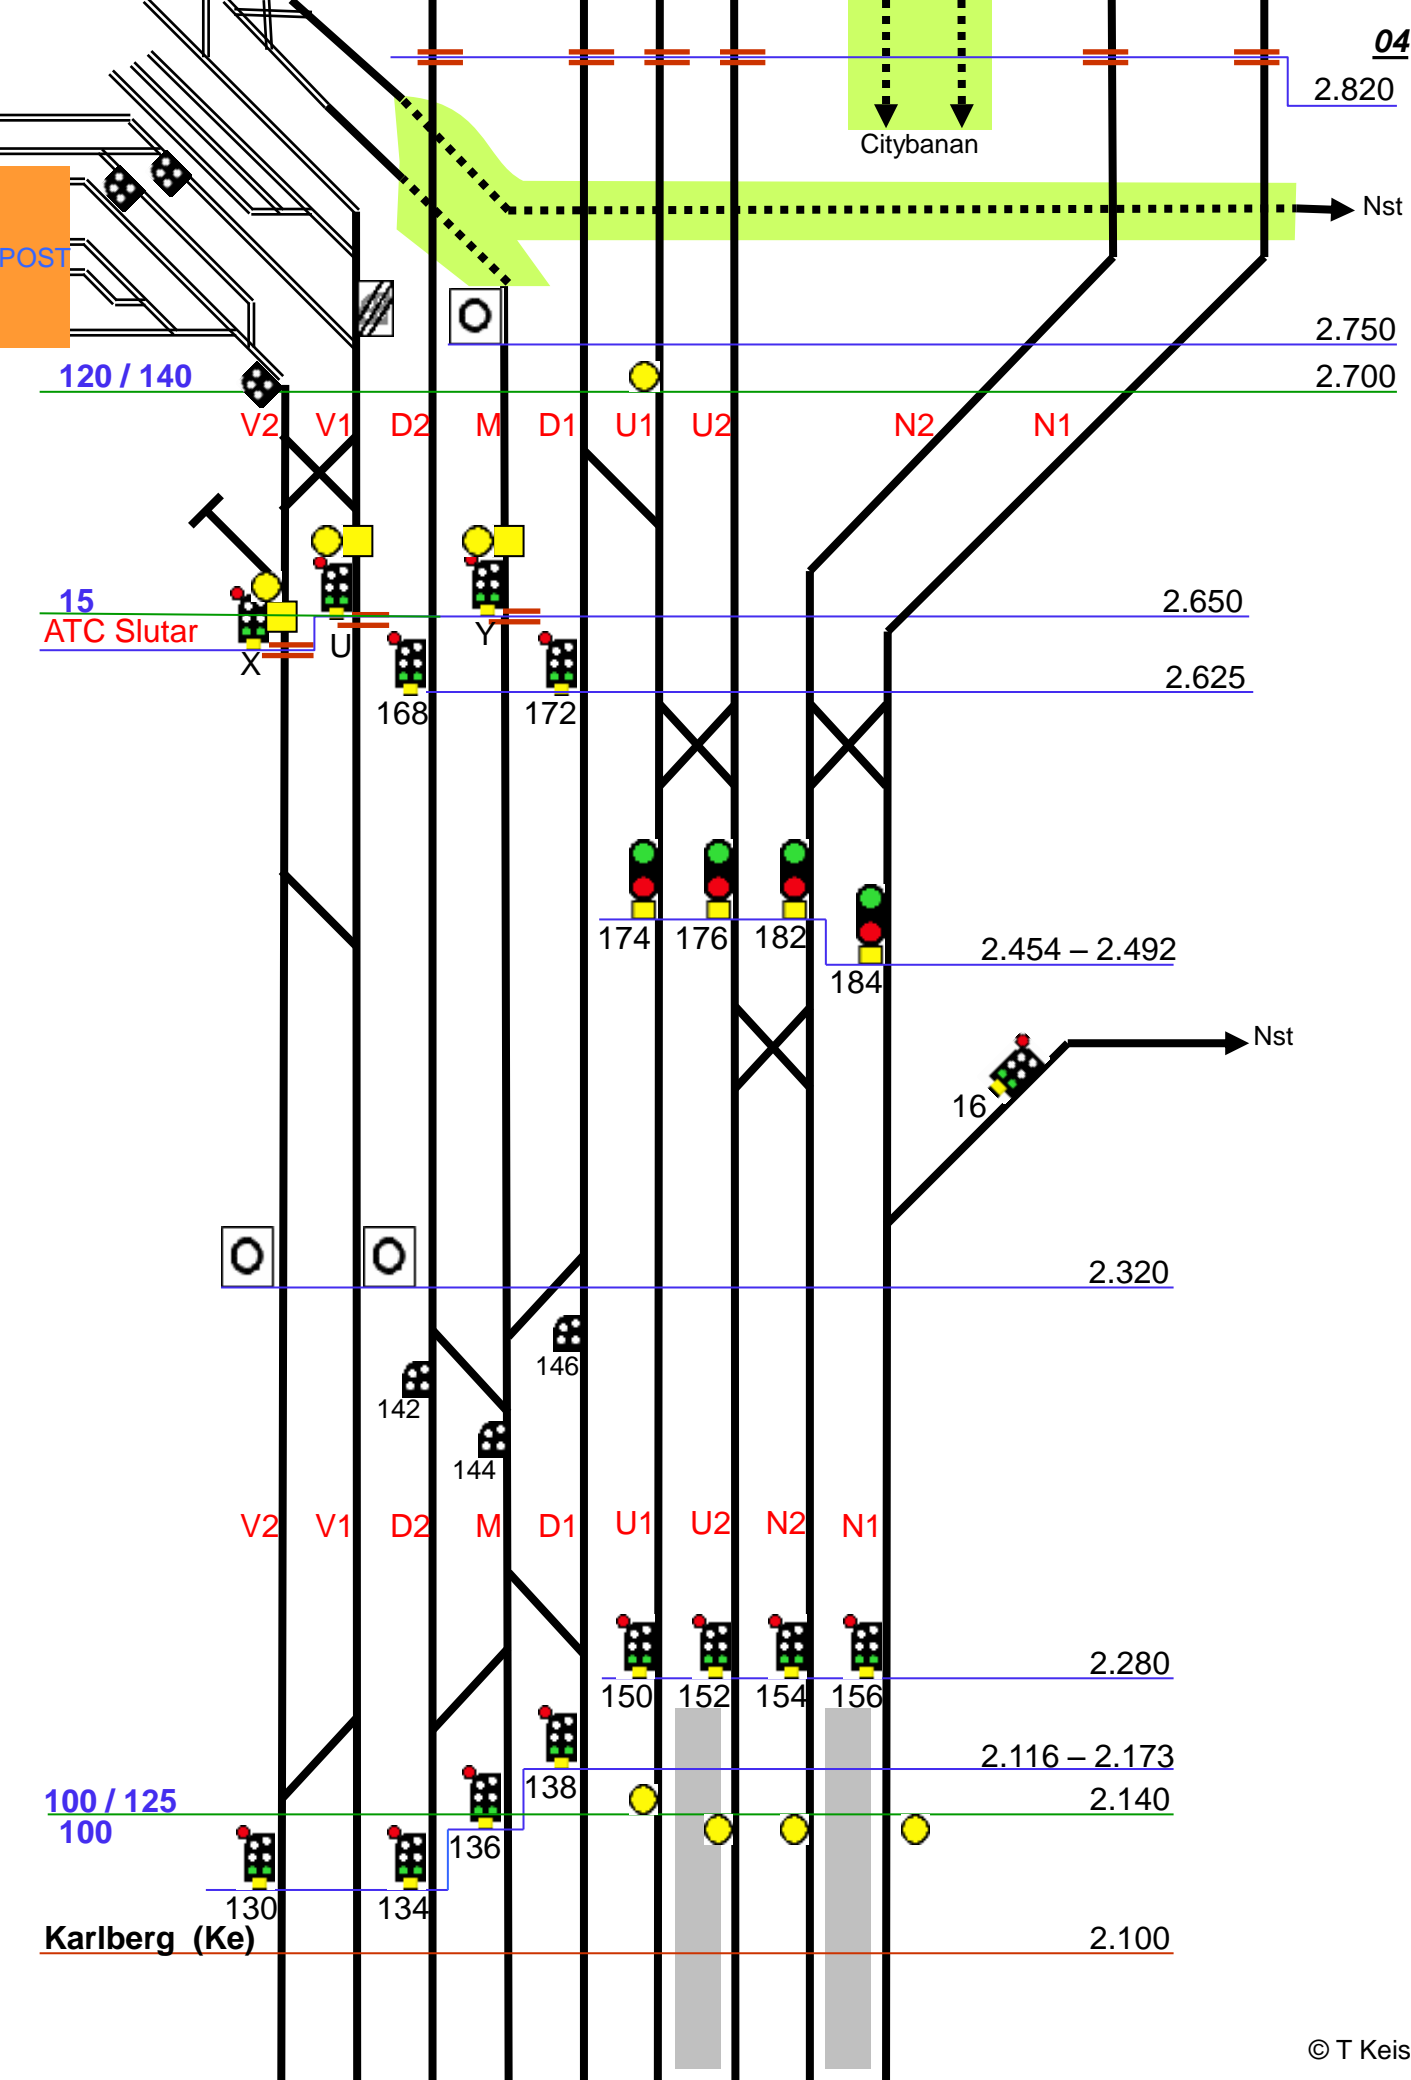 04
2.820
Citybanan
Nst
POST
2.750
120 / 140
2.700
V2 V1 D2 M D1 U1 U2 N2 N1
15
2.650
ATC Slutar
X U Y
2.625
168 172
174 176 182
2.454 – 2.492
184
Nst
16
2.320
146
142
144
V2 V1 D2 M D1 U1 U2 N2 N1
2.280
150 152 154 156
2.116 – 2.173
138
100 / 125
2.140
100
136
130 134
Karlberg (Ke)
2.100
© T Keis